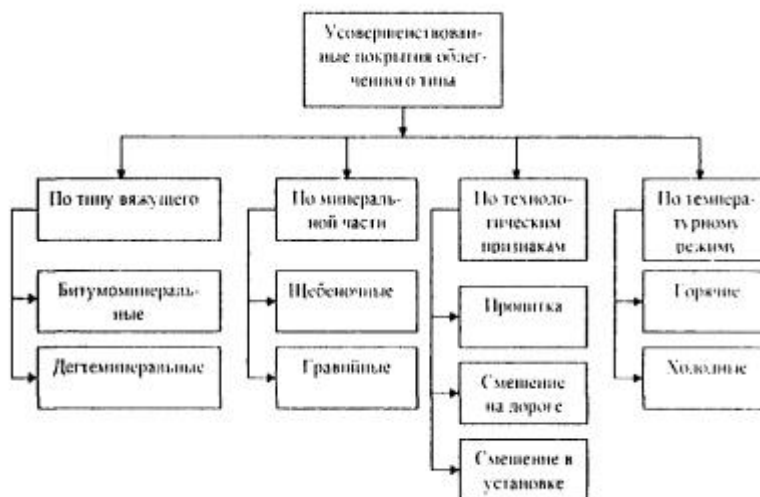 Усовершенствован-
ные покрытия облег-
ченного типа
По типу вяжущего
По минераль-
ной части
По техноло-
гическим
признакам
По темпера-
турному
режиму
Битумоминераль-
ные
Щебеночные
Пропитка
Горячие
Дегтеминеральные
Гравийные
Смешение
на дороге
Холодные
Смешение в
установке